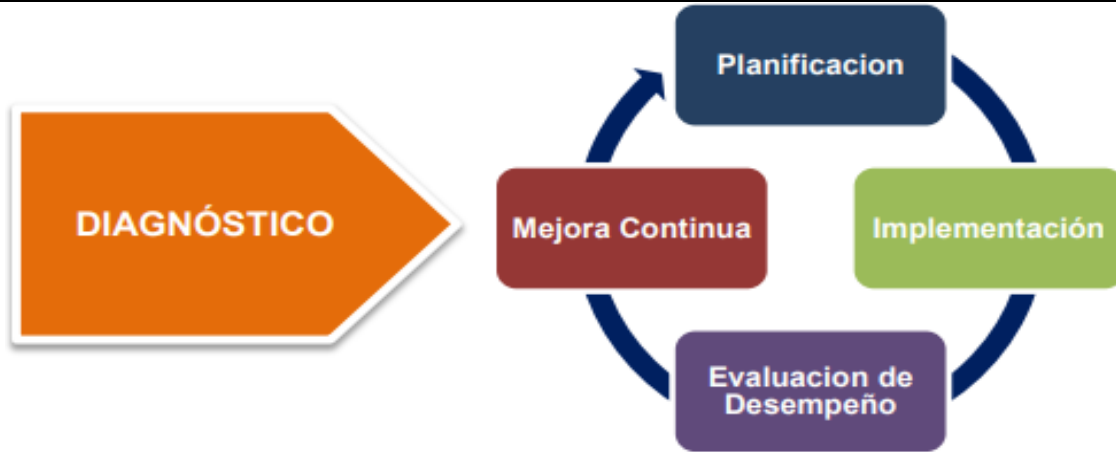 DIAGNÓSTICO
Planificacion
Mejora Continua
Implementación
Evaluacion de
Desempeño